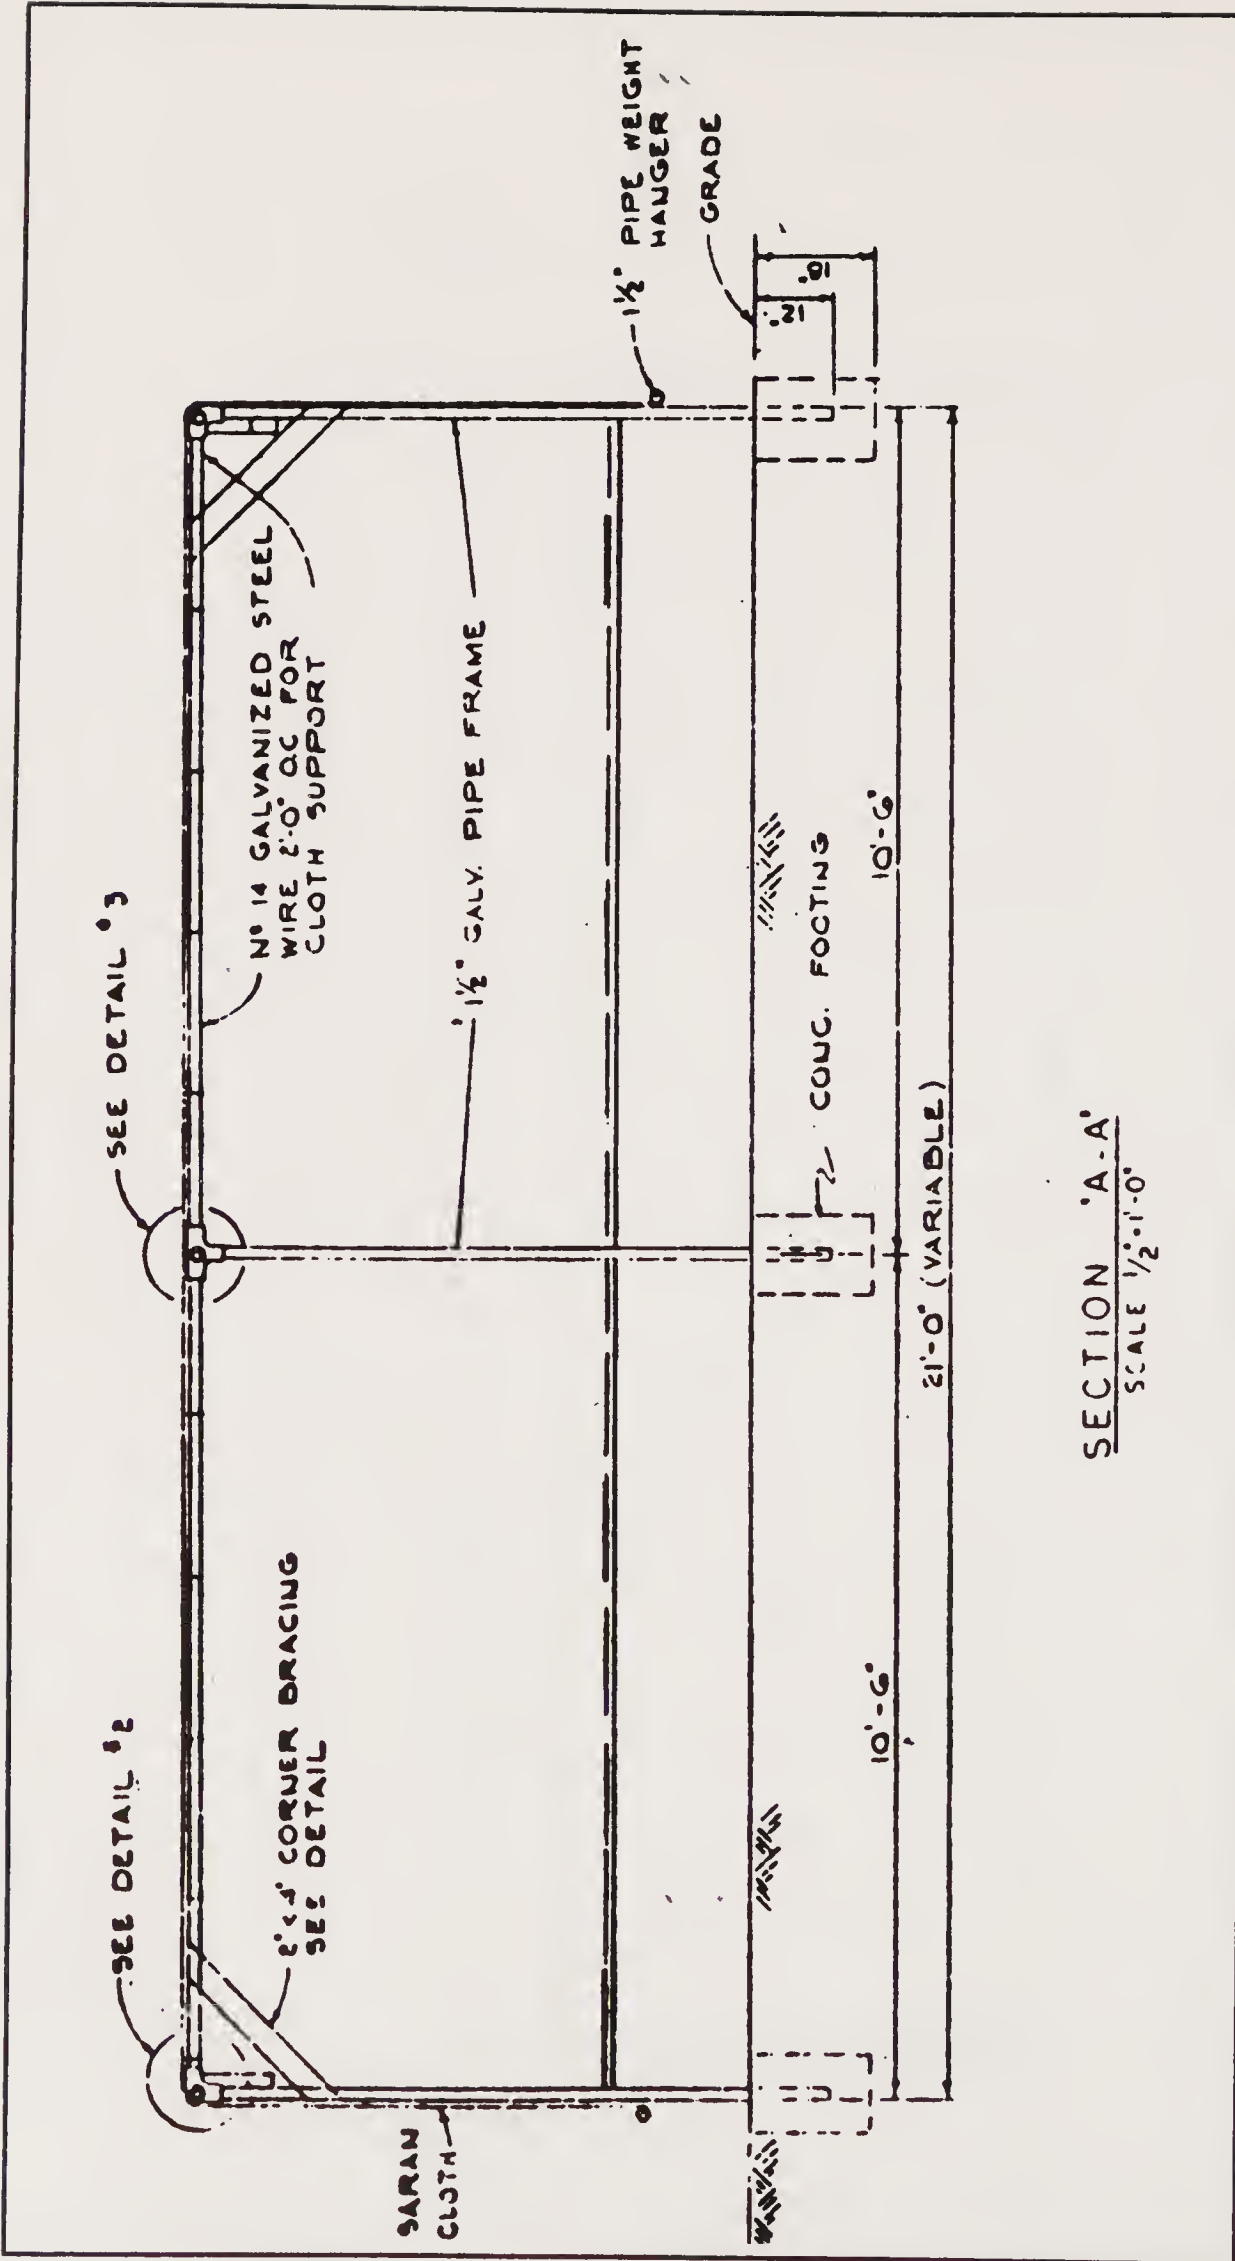 SEE DETAIL #2
SEE DETAIL #3
2"x4" CORNER BRACING
SEE DETAIL
Nº 14 GALVANIZED STEEL
WIRE 2'-0" O.C. FOR
CLOTH SUPPORT
SARAN
CLOTH
1½" GALV. PIPE FRAME
1½" PIPE WEIGHT
HANGER
GRADE
12"
18"
CONC. FOOTING
10'-6"
10'-6"
21'-0" (VARIABLE)
SECTION 'A-A'
SCALE ½"=1'-0"